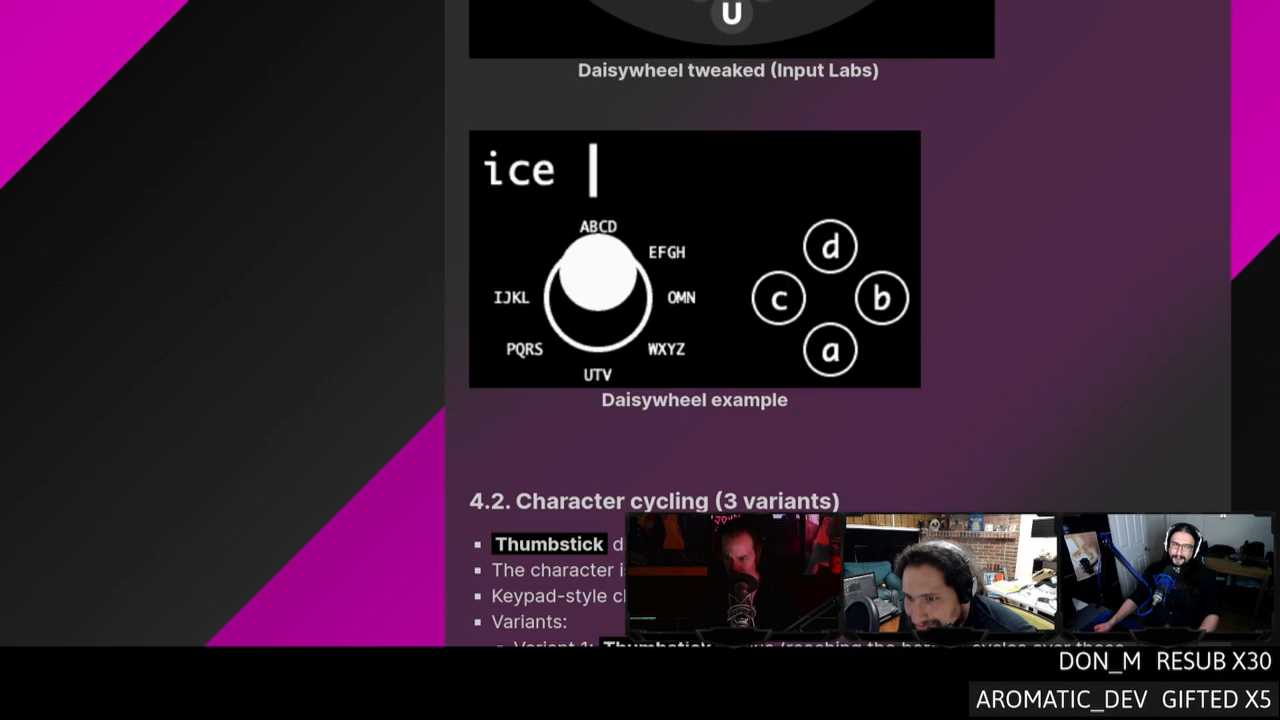 U
Daisywheel tweaked (Input Labs)
ice
ABCD
EFGH
IJKL
OMN
PQRS
WXYZ
UTV
d
c
b
a
Daisywheel example
4.2. Character cycling (3 variants)
Thumbstick d
The character i
Keypad-style c
Variants:
DON_M RESUB X30
AROMATIC_DEV GIFTED X5